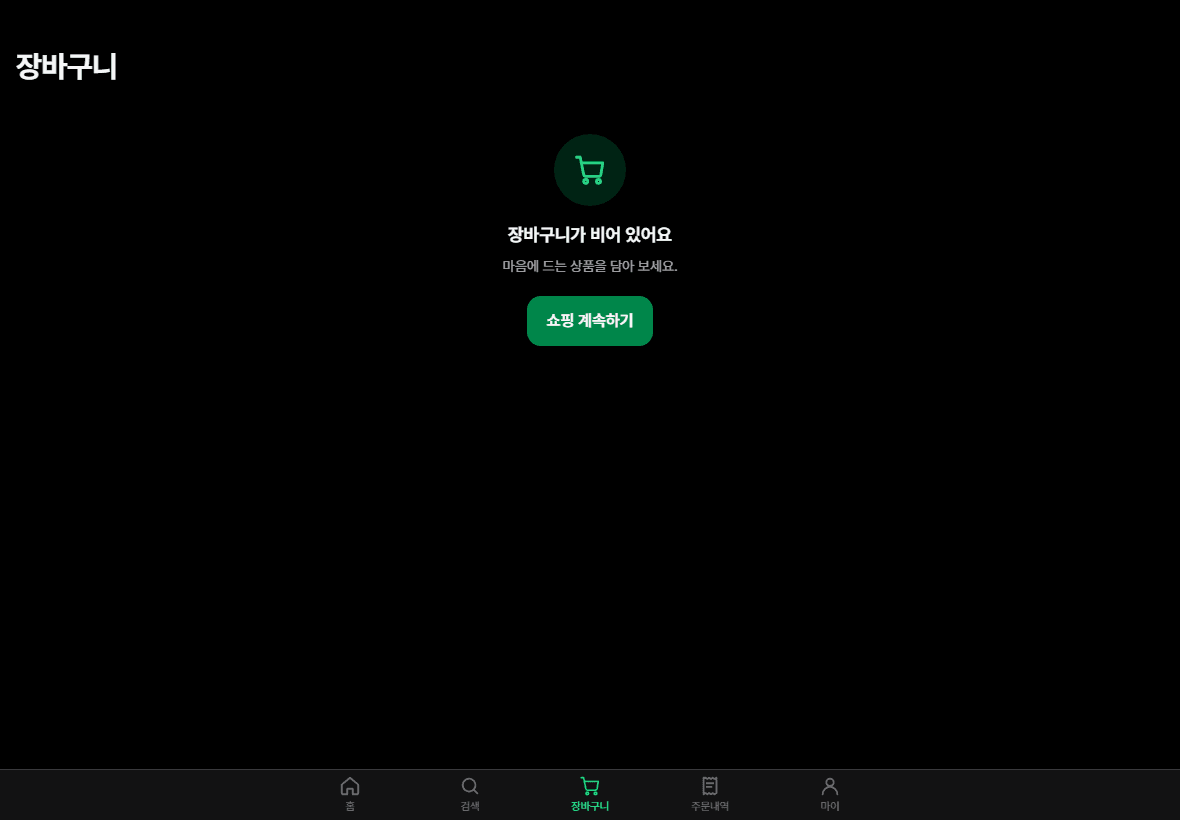 장바구니
장바구니가 비어 있어요
마음에 드는 상품을 담아 보세요.
쇼핑 계속하기
홈
검색
장바구니
주문내역
마이